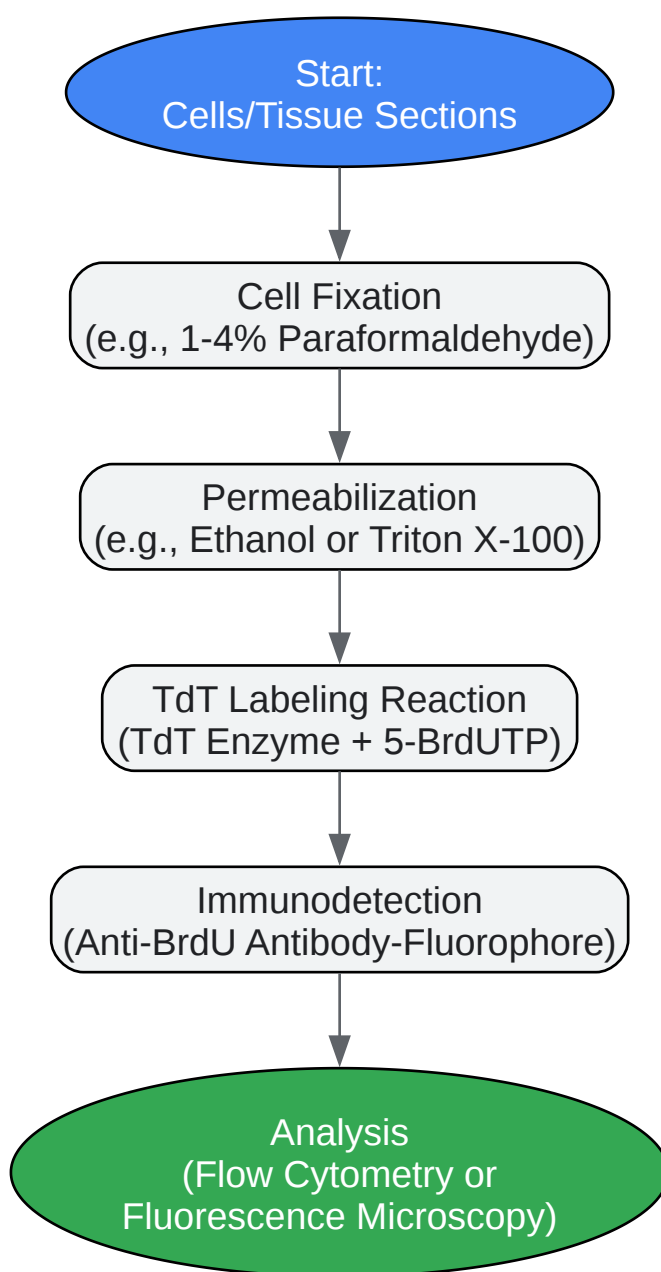 Start:
Cells/Tissue Sections
Cell Fixation
(e.g., 1-4% Paraformaldehyde)
Permeabilization
(e.g., Ethanol or Triton X-100)
TdT Labeling Reaction
(TdT Enzyme + 5-BrdUTP)
Immunodetection
(Anti-BrdU Antibody-Fluorophore)
Analysis
(Flow Cytometry or
Fluorescence Microscopy)